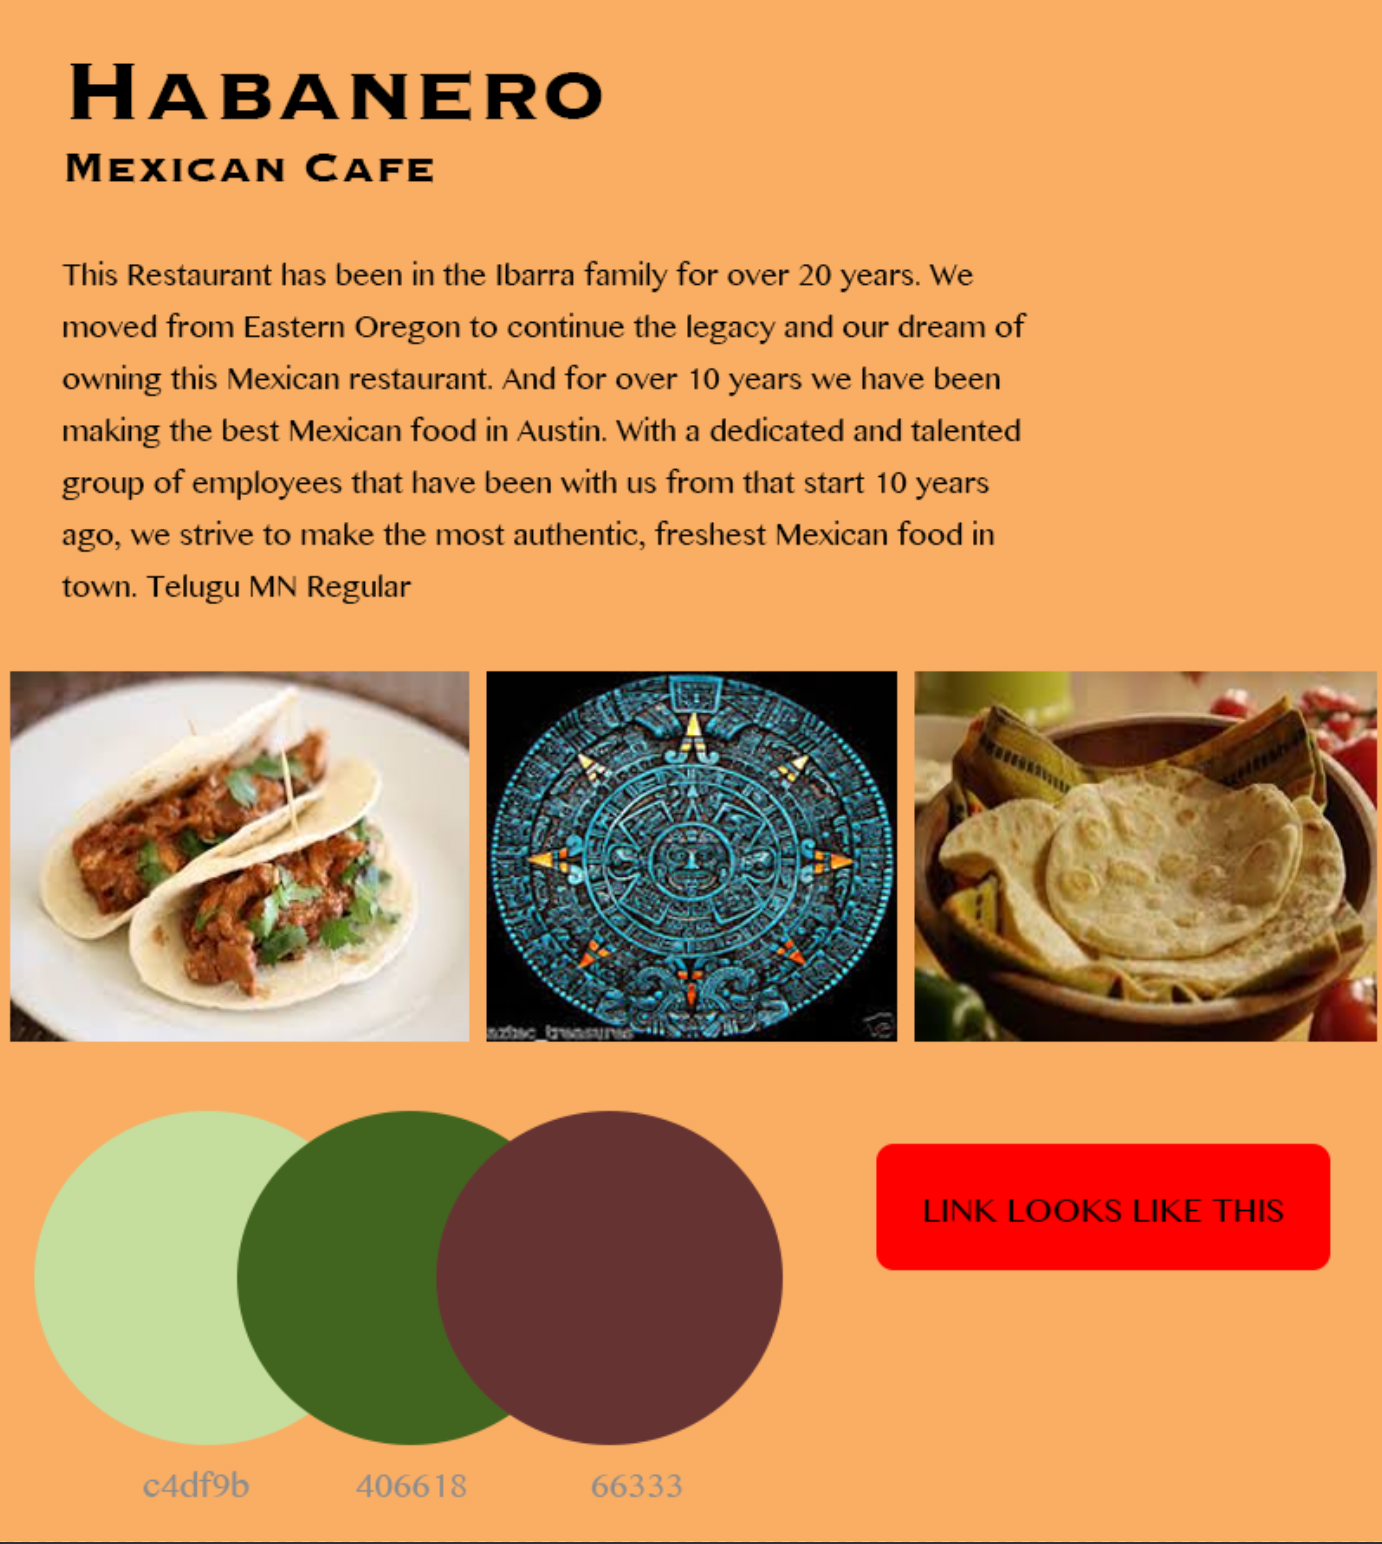 HABANERO
MEXICAN CAFE
This Restaurant has been in the Ibarra family for over 20 years. We
moved from Eastern Oregon to continue the legacy and our dream of
owning this Mexican restaurant. And for over 10 years we have been
making the best Mexican food in Austin. With a dedicated and talented
group of employees that have been with us from that start 10 years
ago, we strive to make the most authentic, freshest Mexican food in
town. Telugu MN Regular
aztec_treasures
LINK LOOKS LIKE THIS
c4df9b 406618 66333